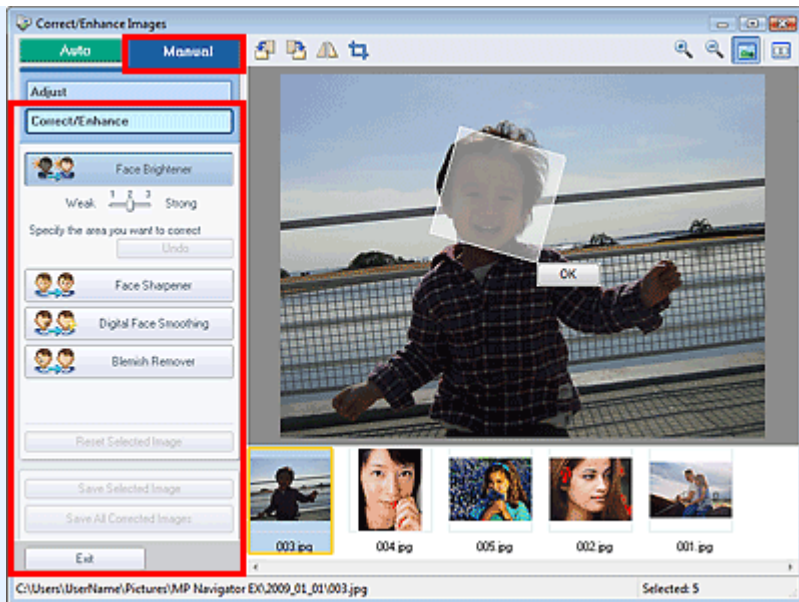 Correct/Enhance Images
Auto Manual
Adjust
Correct/Enhance
Face Brightener
1 2 3
Weak Strong
Specify the area you want to correct
Undo
OK
Face Sharpener
Digital Face Smoothing
Blemish Remover
Reset Selected Image
Save Selected Image
Save All Corrected Images
Exit
003.jpg 004.jpg 005.jpg 002.jpg 001.jpg
C:\Users\UserName\Pictures\MP Navigator EX\2009_01_01\003.jpg Selected: 5